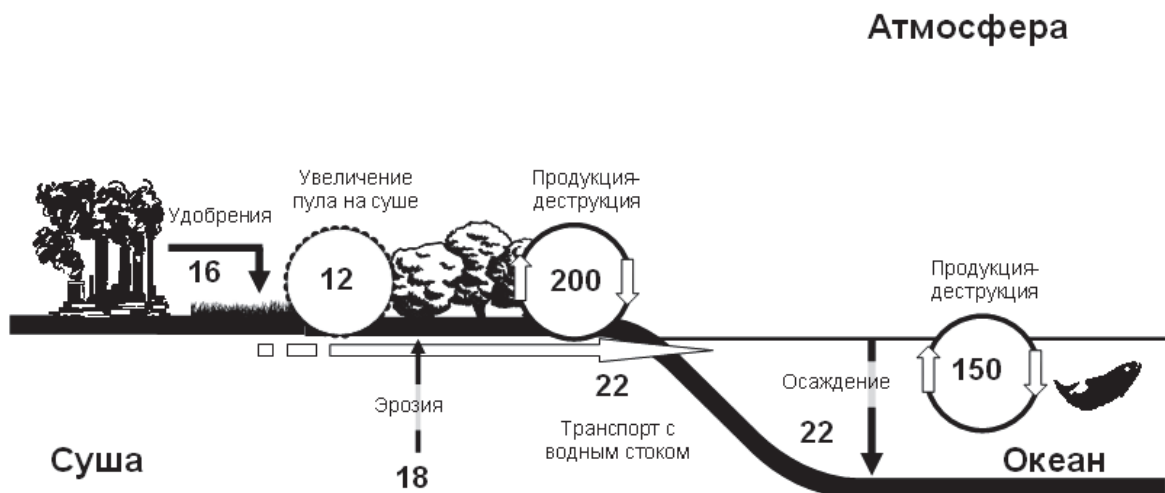 Атмосфера
Увеличение
пула на суше
Продукция-
деструкция
Удобрения
16
12
200
Продукция-
деструкция
150
22
Осаждение
Эрозия
22
Транспорт с
водным стоком
18
Суша
Океан